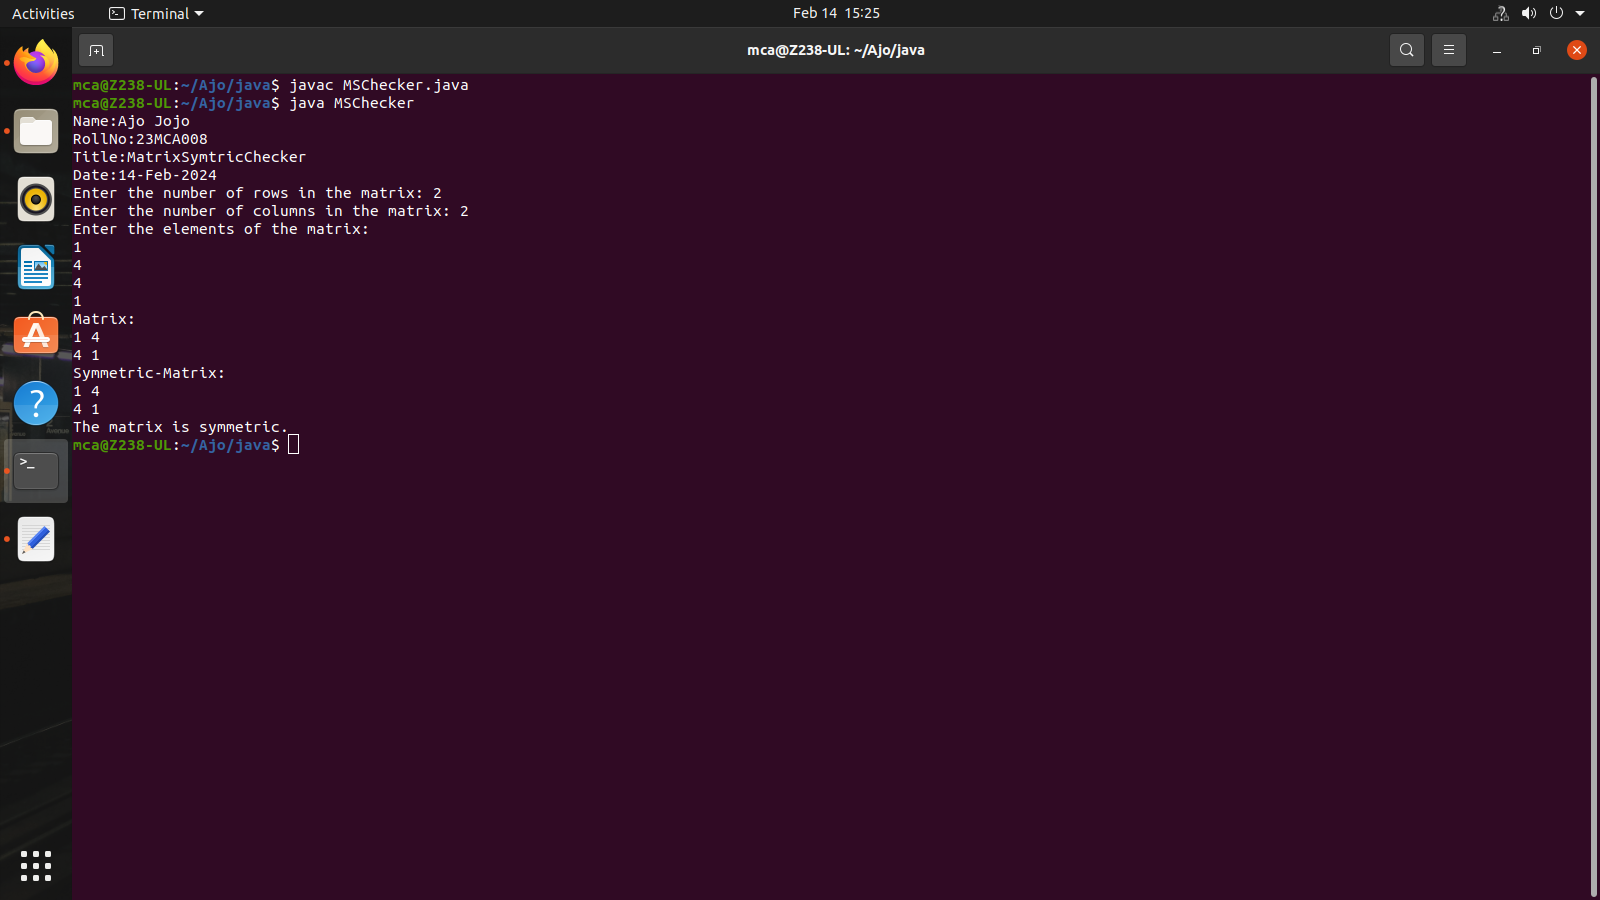 Activities
Terminal
Feb 14 15:25
mca@Z238-UL: ~/Ajo/java
mca@Z238-UL:~/Ajo/java$ javac MSChecker.java
mca@Z238-UL:~/Ajo/java$ java MSChecker
Name:Ajo Jojo
RollNo:23MCA008
Title:MatrixSymtricChecker
Date:14-Feb-2024
Enter the number of rows in the matrix: 2
Enter the number of columns in the matrix: 2
Enter the elements of the matrix:
1
4
4
1
Matrix:
1 4
4 1
Symmetric-Matrix:
1 4
4 1
The matrix is symmetric.
mca@Z238-UL:~/Ajo/java$